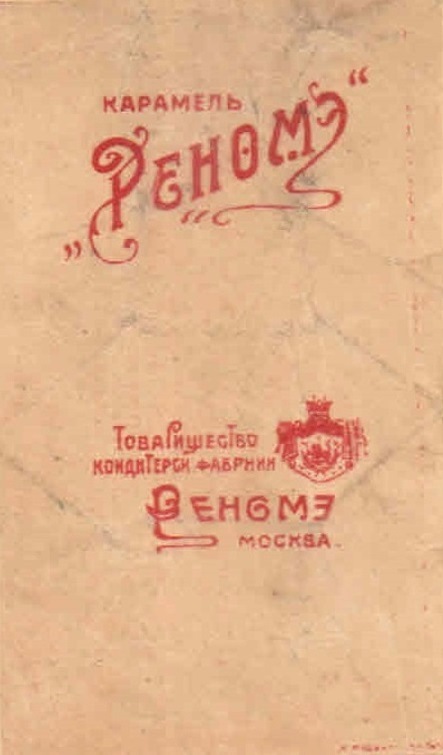 КАРАМЕЛЬ
„РЕНОМЭ“
ТОВАРИЩЕСТВО
КОНДИТЕРСК ФАБРИКИ
РЕНОМЭ
МОСКВА.